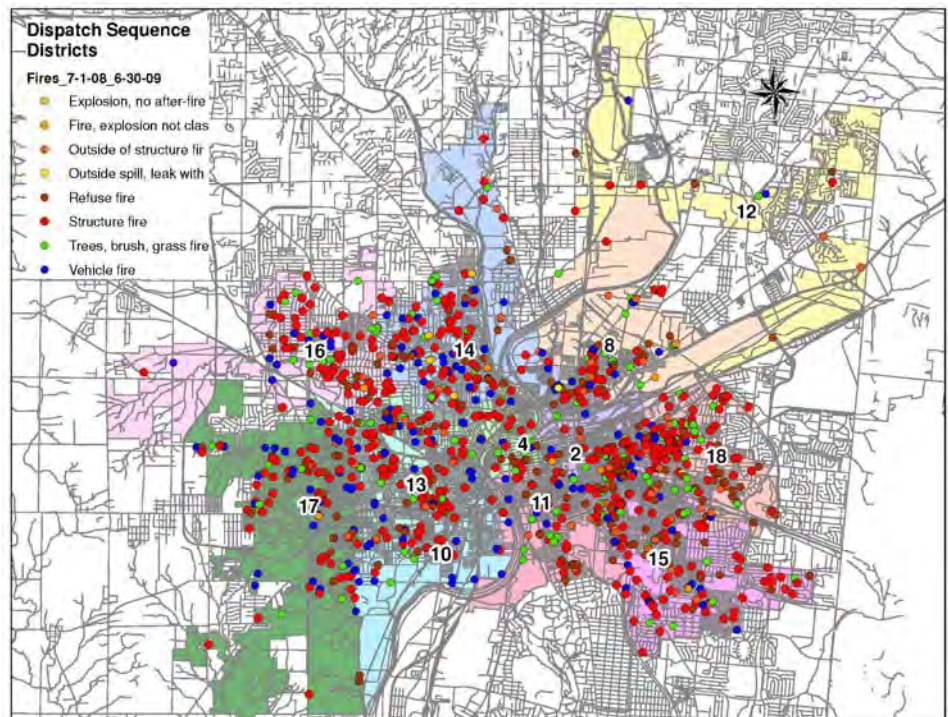 Dispatch Sequence
Districts
Fires_7-1-08_6-30-09
Explosion, no after-fire
Fire, explosion not clas
Outside of structure fir
Outside spill, leak with
Refuse fire
Structure fire
Trees, brush, grass fire
Vehicle fire
12
8
16
14
4
2
18
13
11
17
10
15